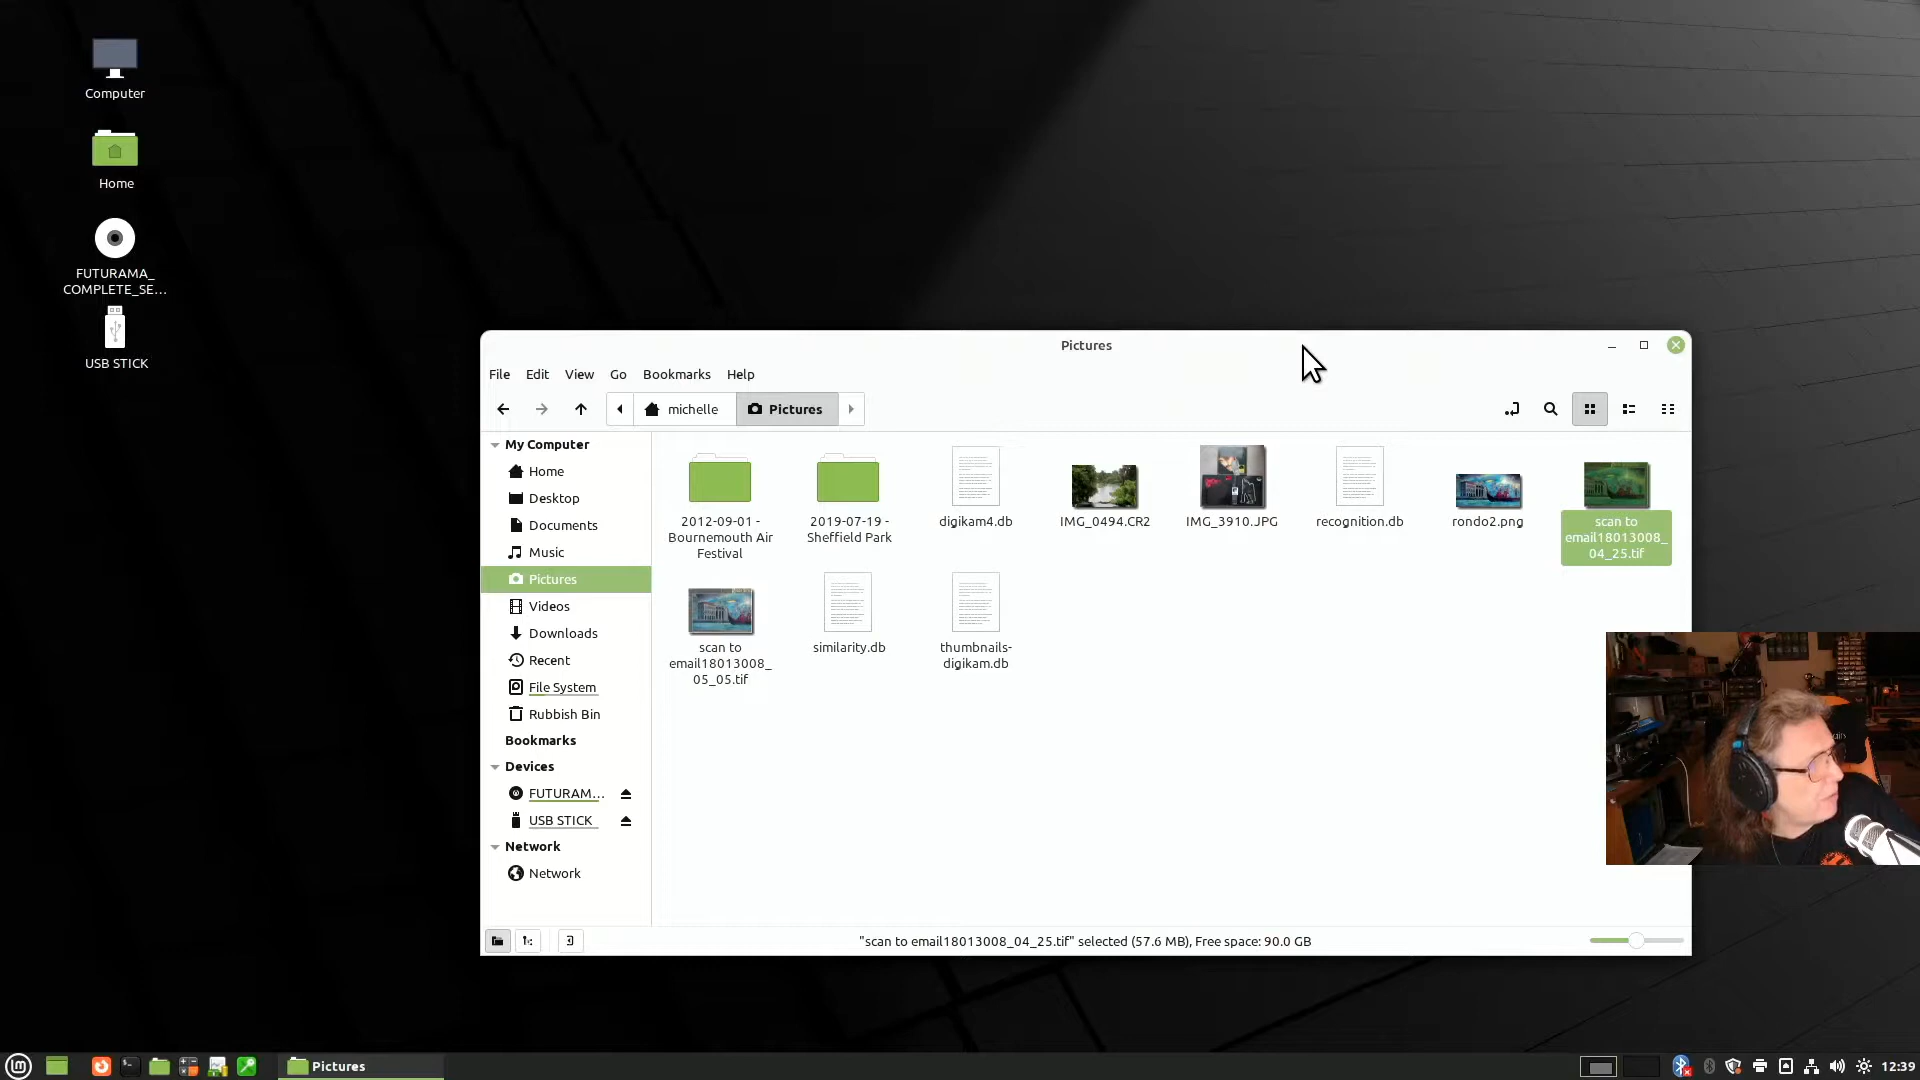 Computer
Home
FUTURAMA_
COMPLETE_SE...
USB STICK
Pictures
File Edit View Go Bookmarks Help
michelle Pictures
My Computer
Home
Desktop
Documents
Music
Pictures
Videos
Downloads
Recent
File System
Rubbish Bin
Bookmarks
Devices
FUTURAM...
USB STICK
Network
Network
2012-09-01 -
Bournemouth Air
Festival
2019-07-19 -
Sheffield Park
digikam4.db
IMG_0494.CR2
IMG_3910.JPG
recognition.db
rondo2.png
scan to
email18013008_
04_25.tif
scan to
email18013008_
05_05.tif
similarity.db
thumbnails-
digikam.db
"scan to email18013008_04_25.tif" selected (57.6 MB), Free space: 90.0 GB
Pictures
12:39